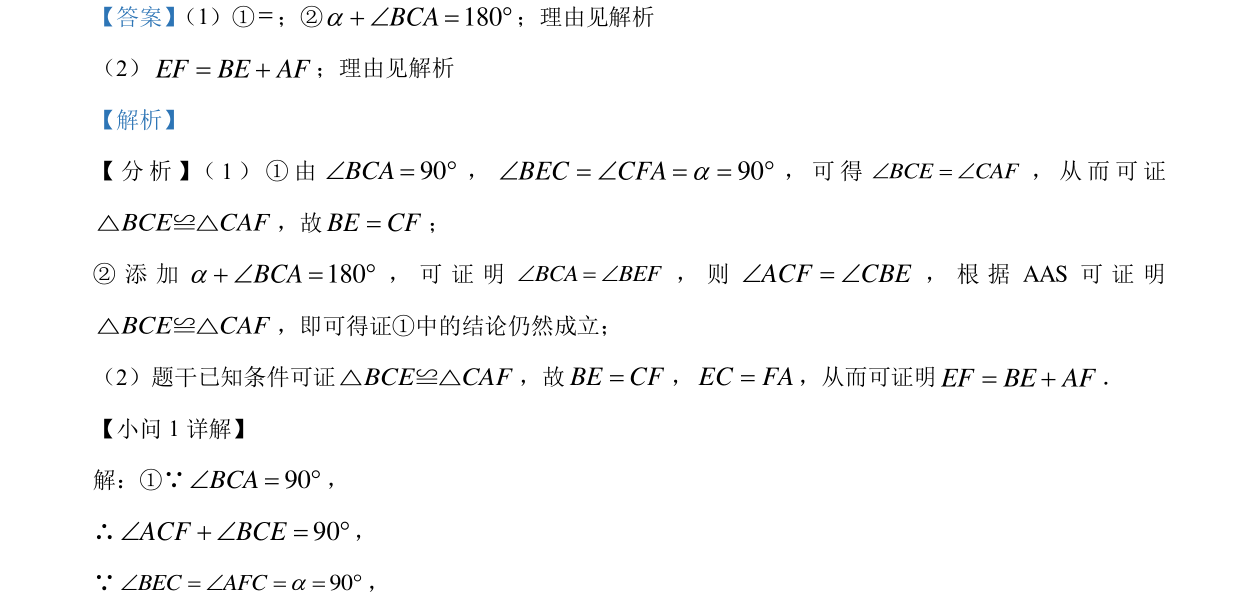 【答案】（1）①=；②α+∠BCA=180°；理由见解析
（2）EF=BE+AF；理由见解析
【解析】
【分析】（1）①由∠BCA=90°，∠BEC=∠CFA=α=90°，可得∠BCE=∠CAF，从而可证
△BCE≌△CAF，故BE=CF；
②添加α+∠BCA=180°，可证明∠BCA=∠BEF，则∠ACF=∠CBE，根据AAS可证明
△BCE≌△CAF，即可得证①中的结论仍然成立；
（2）题干已知条件可证△BCE≌△CAF，故BE=CF，EC=FA，从而可证明EF=BE+AF．
【小问1详解】
解：①∵∠BCA=90°，
∴∠ACF+∠BCE=90°，
∵∠BEC=∠AFC=α=90°，